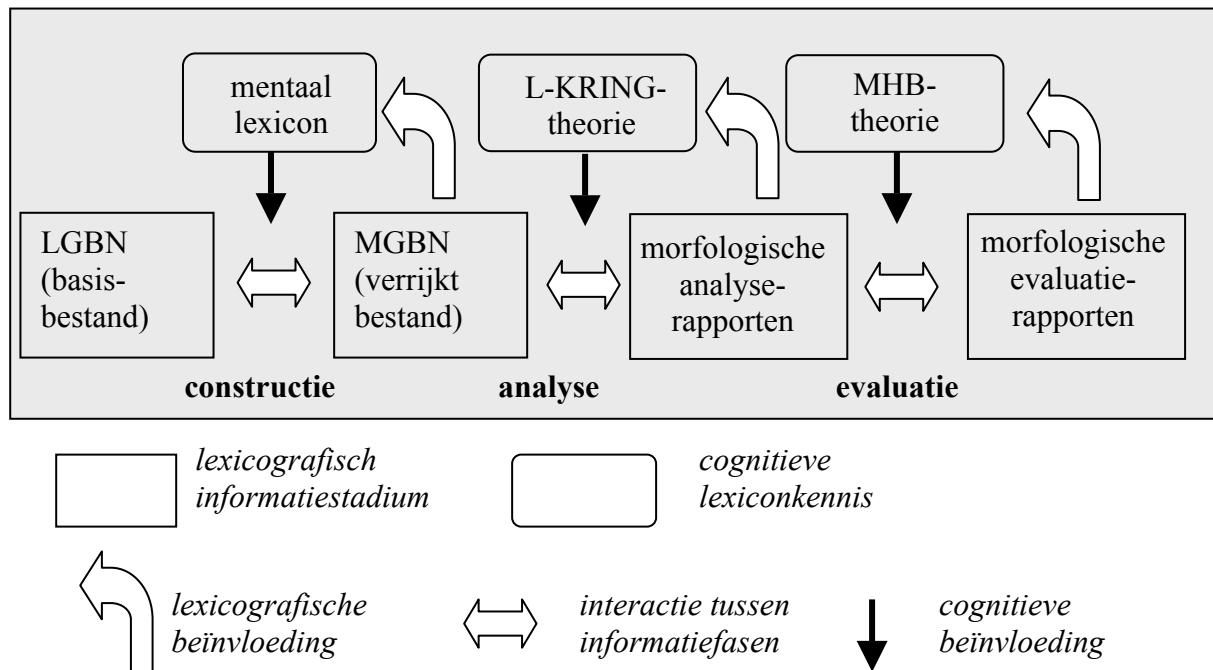 mentaal
lexicon
L-KRING-
theorie
MHB-
theorie
LGBN
(basis-
bestand)
MGBN
(verrijkt
bestand)
morfologische
analyse-
rapporten
morfologische
evaluatie-
rapporten
constructie
analyse
evaluatie
lexicografisch
informatiestadium
cognitieve
lexiconkennis
lexicografische
beïnvloeding
interactie tussen
informatiefasen
cognitieve
beïnvloeding